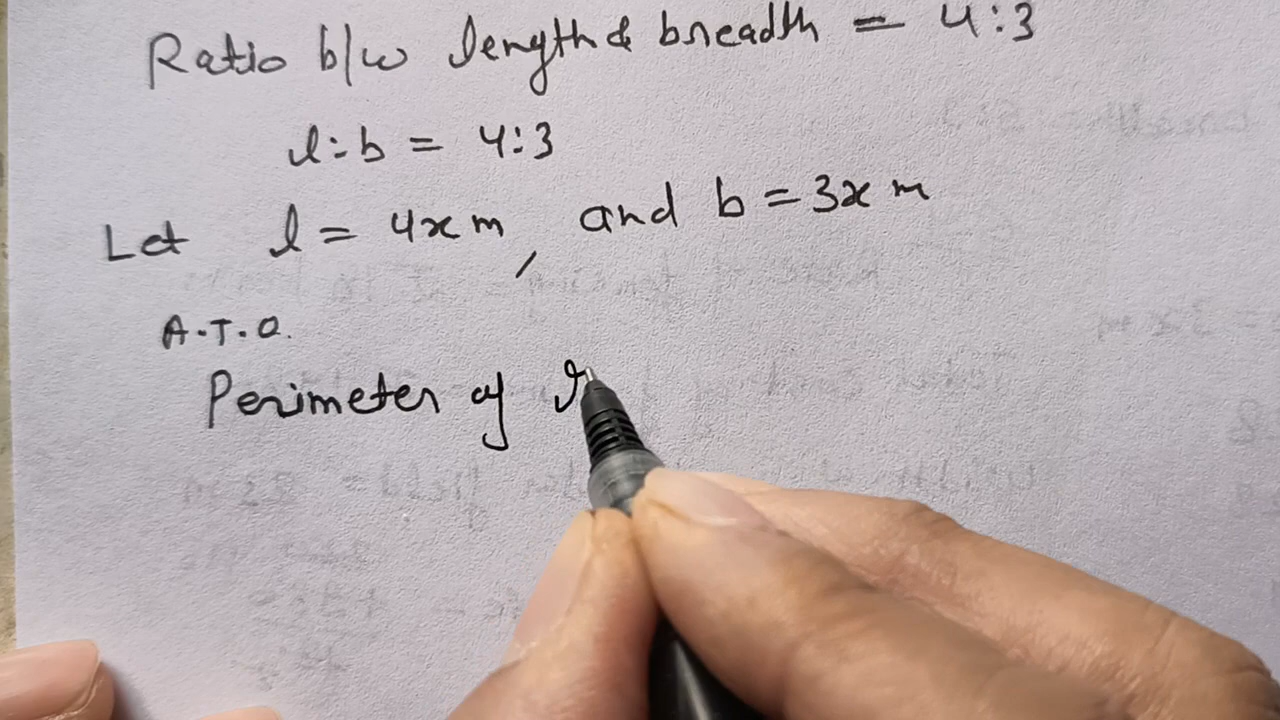 Ratio b/w length & breadth = 4:3
l:b = 4:3
Let l = 4x m, and b = 3x m
A.T.Q.
Perimeter of